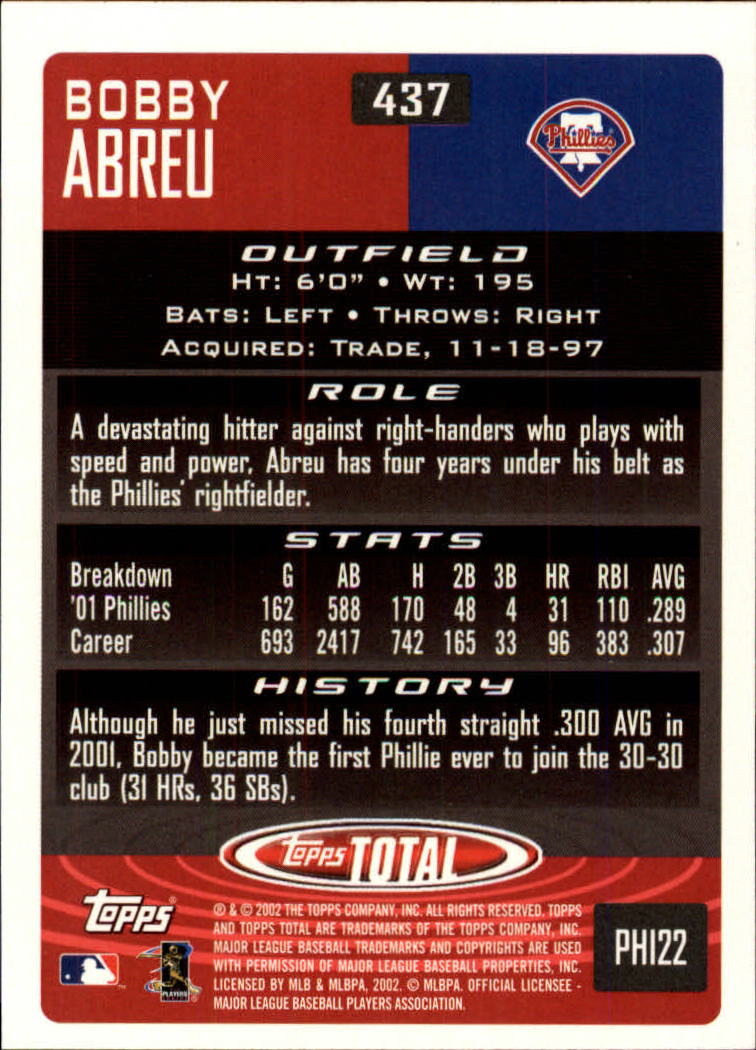 BOBBY
ABREU
437
Phillies
OUTFIELD
HT: 6'0" • WT: 195
BATS: LEFT • THROWS: RIGHT
ACQUIRED: TRADE, 11-18-97
ROLE
A devastating hitter against right-handers who plays with
speed and power, Abreu has four years under his belt as
the Phillies' rightfielder.
STATS
Breakdown G AB H 2B 3B HR RBI AVG
'01 Phillies 162 588 170 48 4 31 110 .289
Career 693 2417 742 165 33 96 383 .307
HISTORY
Although he just missed his fourth straight .300 AVG in
2001, Bobby became the first Phillie ever to join the 30-30
club (31 HRs, 36 SBs).
topps TOTAL
topps®
® & © 2002 THE TOPPS COMPANY, INC. ALL RIGHTS RESERVED. TOPPS
AND TOPPS TOTAL ARE TRADEMARKS OF THE TOPPS COMPANY, INC.
MAJOR LEAGUE BASEBALL TRADEMARKS AND COPYRIGHTS ARE USED
WITH PERMISSION OF MAJOR LEAGUE BASEBALL PROPERTIES, INC.
LICENSED BY MLB & MLBPA, 2002. © MLBPA. OFFICIAL LICENSEE -
MAJOR LEAGUE BASEBALL PLAYERS ASSOCIATION.
PLAYERS
PHI22